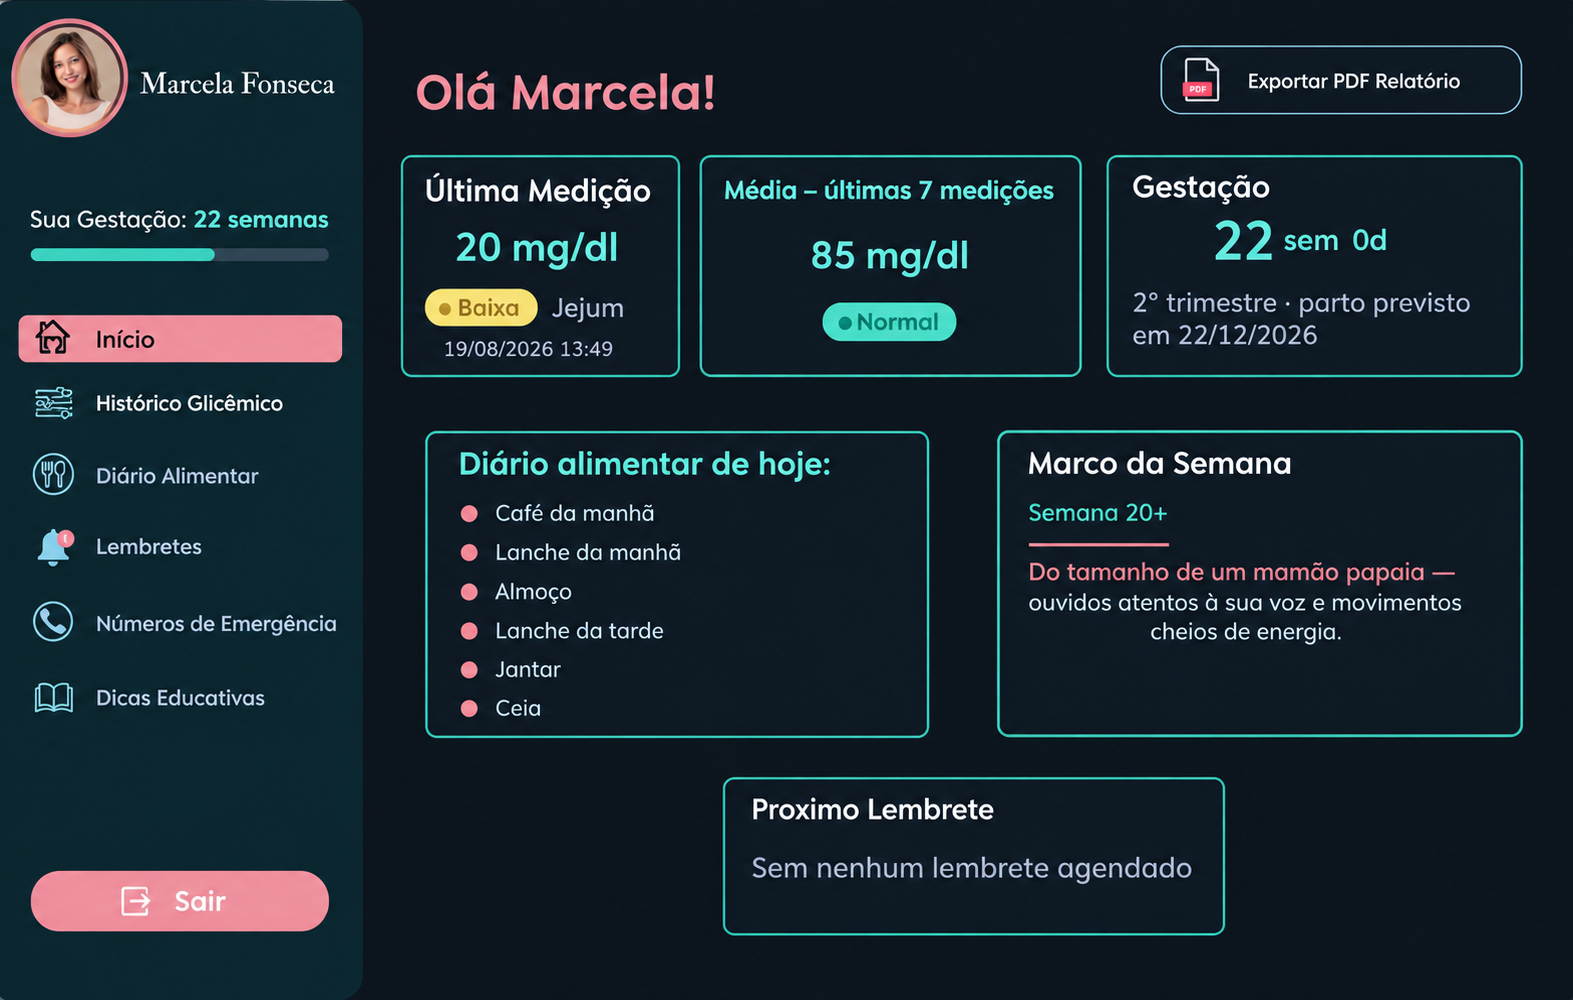 Marcela Fonseca
Sua Gestação: 22 semanas
Início
Histórico Glicêmico
Diário Alimentar
Lembretes
Números de Emergência
Dicas Educativas
Sair
Olá Marcela!
PDF
Exportar PDF Relatório
Última Medição
20 mg/dl
Baixa Jejum
19/08/2026 13:49
Média – últimas 7 medições
85 mg/dl
Normal
Gestação
22 sem 0d
2° trimestre · parto previsto
em 22/12/2026
Diário alimentar de hoje:
Café da manhã
Lanche da manhã
Almoço
Lanche da tarde
Jantar
Ceia
Marco da Semana
Semana 20+
Do tamanho de um mamão papaia —
ouvidos atentos à sua voz e movimentos
cheios de energia.
Proximo Lembrete
Sem nenhum lembrete agendado